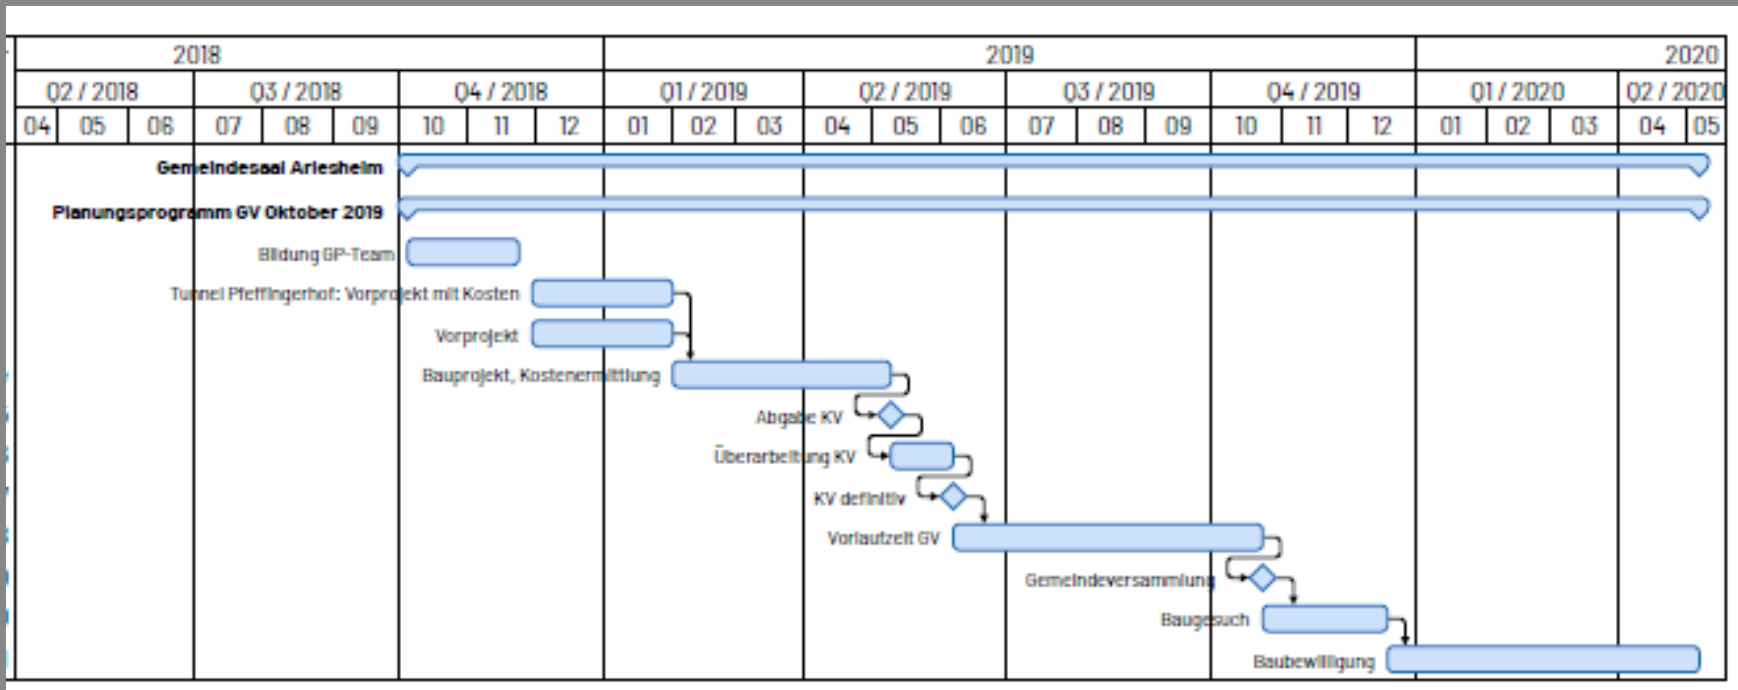 2018 2019 2020
Q2 / 2018 Q3 / 2018 Q4 / 2018 Q1 / 2019 Q2 / 2019 Q3 / 2019 Q4 / 2019 Q1 / 2020 Q2 / 2020
04 05 06 07 08 09 10 11 12 01 02 03 04 05 06 07 08 09 10 11 12 01 02 03 04 05
Gemeindesaal Arlesheim
Planungsprogramm GV Oktober 2019
Bildung GP-Team
Tunnel Pfeffingerhof: Vorprojekt mit Kosten
Vorprojekt
Bauprojekt, Kostenermittlung
Abgabe KV
Überarbeitung KV
KV definitiv
Vorlaufzeit GV
Gemeindeversammlung
Baugesuch
Baubewilligung